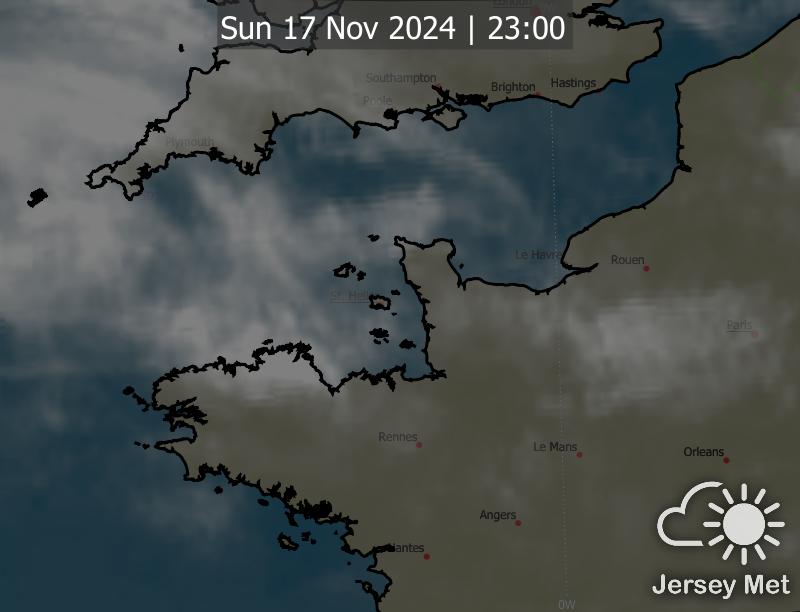 London
Sun 17 Nov 2024 | 23:00
Southampton
Brighton
Hastings
Poole
Plymouth
Le Havre
Rouen
St. Helier
Paris
Rennes
Le Mans
Orleans
Angers
Nantes
Jersey Met
0W